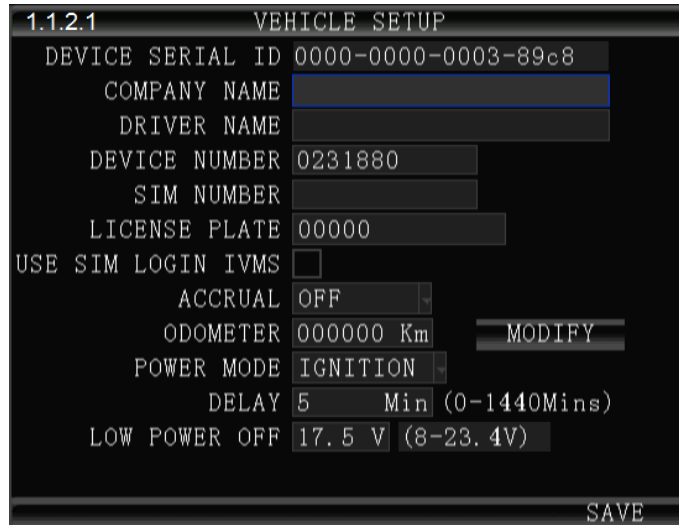 1.1.2.1 VEHICLE SETUP
DEVICE SERIAL ID 0000-0000-0003-89c8
COMPANY NAME
DRIVER NAME
DEVICE NUMBER 0231880
SIM NUMBER
LICENSE PLATE 00000
USE SIM LOGIN IVMS
ACCRUAL OFF
ODOMETER 000000 Km MODIFY
POWER MODE IGNITION
DELAY 5 Min (0-1440Mins)
LOW POWER OFF 17.5 V (8-23.4V)
SAVE